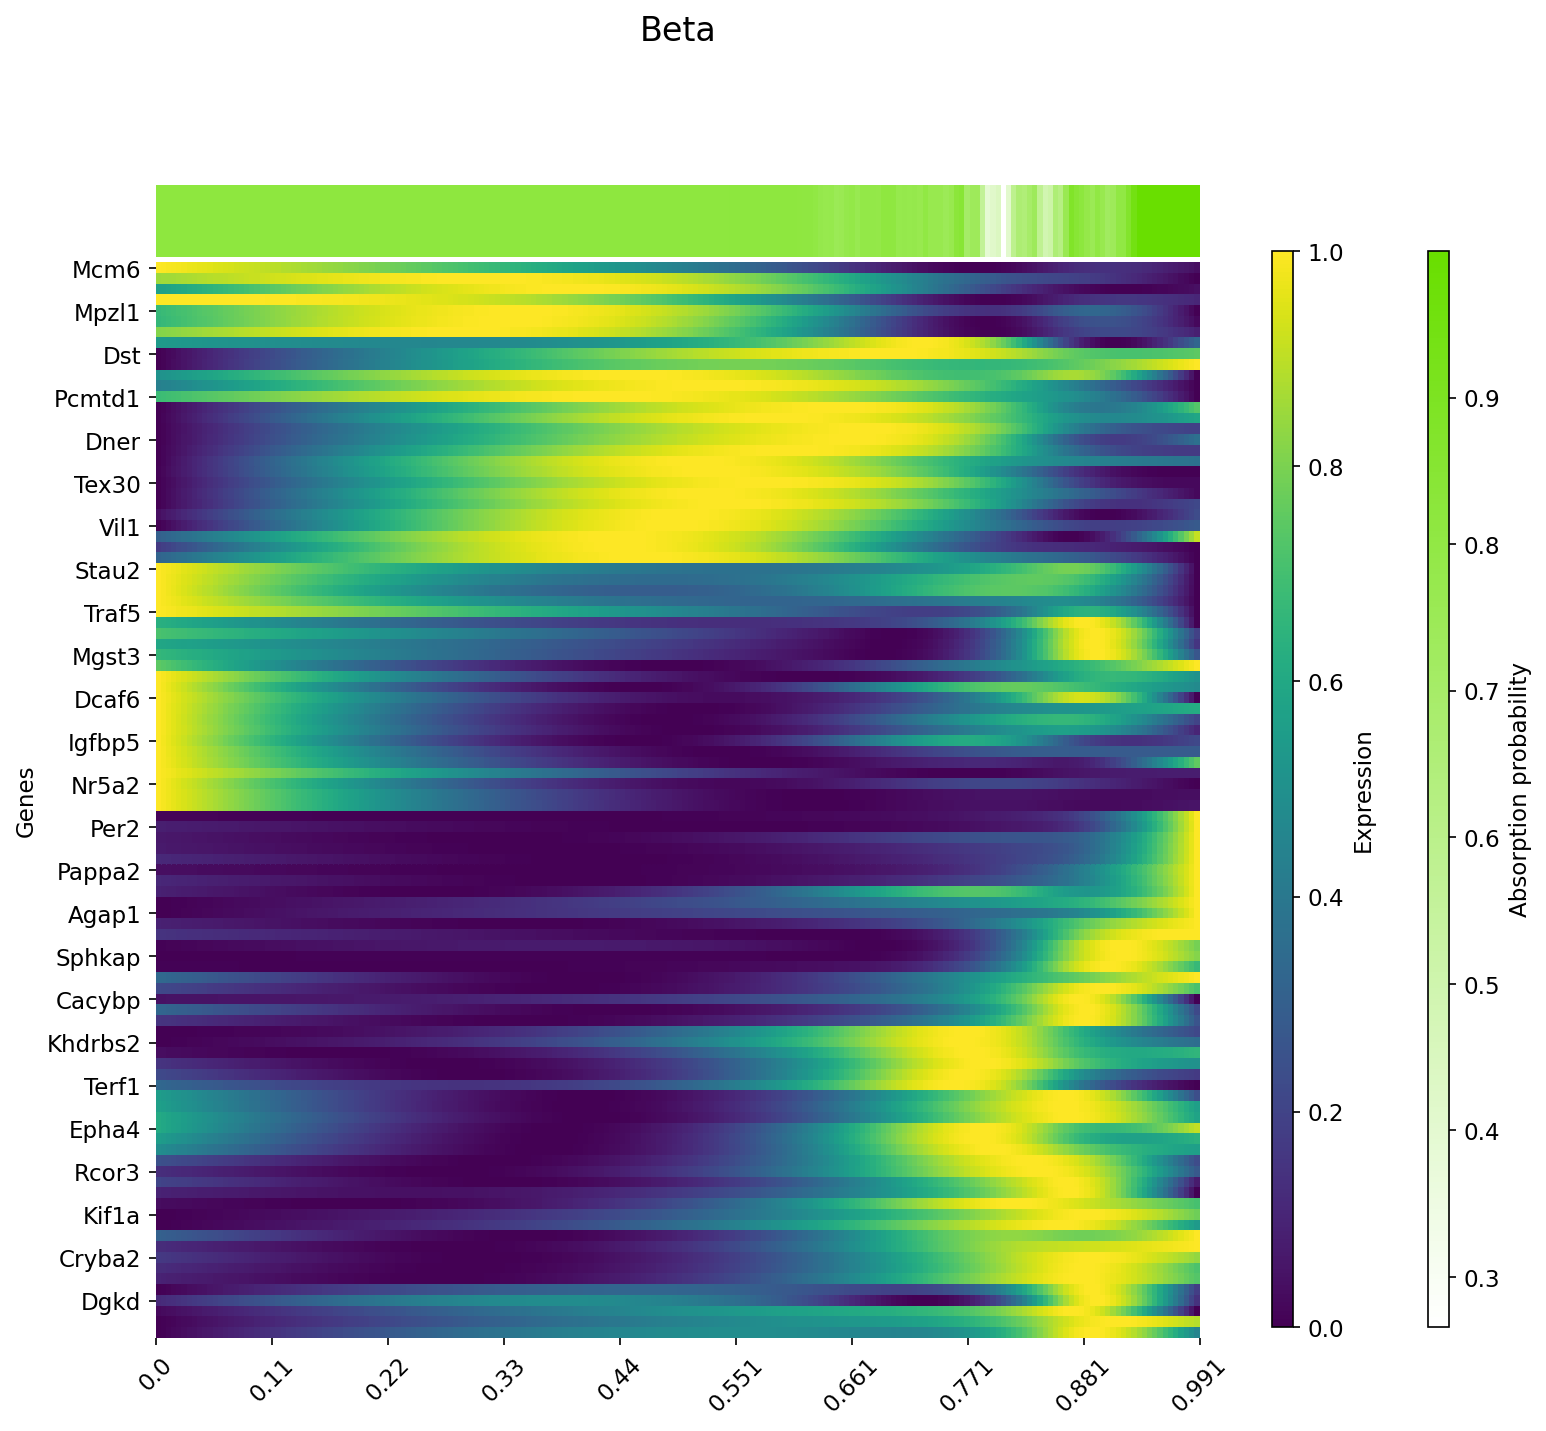 Beta
Genes
Mcm6
Mpzl1
Dst
Pcmtd1
Dner
Tex30
Vil1
Stau2
Traf5
Mgst3
Dcaf6
Igfbp5
Nr5a2
Per2
Pappa2
Agap1
Sphkap
Cacybp
Khdrbs2
Terf1
Epha4
Rcor3
Kif1a
Cryba2
Dgkd
0.0
0.11
0.22
0.33
0.44
0.551
0.661
0.771
0.881
0.991
1.0
0.8
0.6
0.4
0.2
0.0
Expression
0.9
0.8
0.7
0.6
0.5
0.4
0.3
Absorption probability